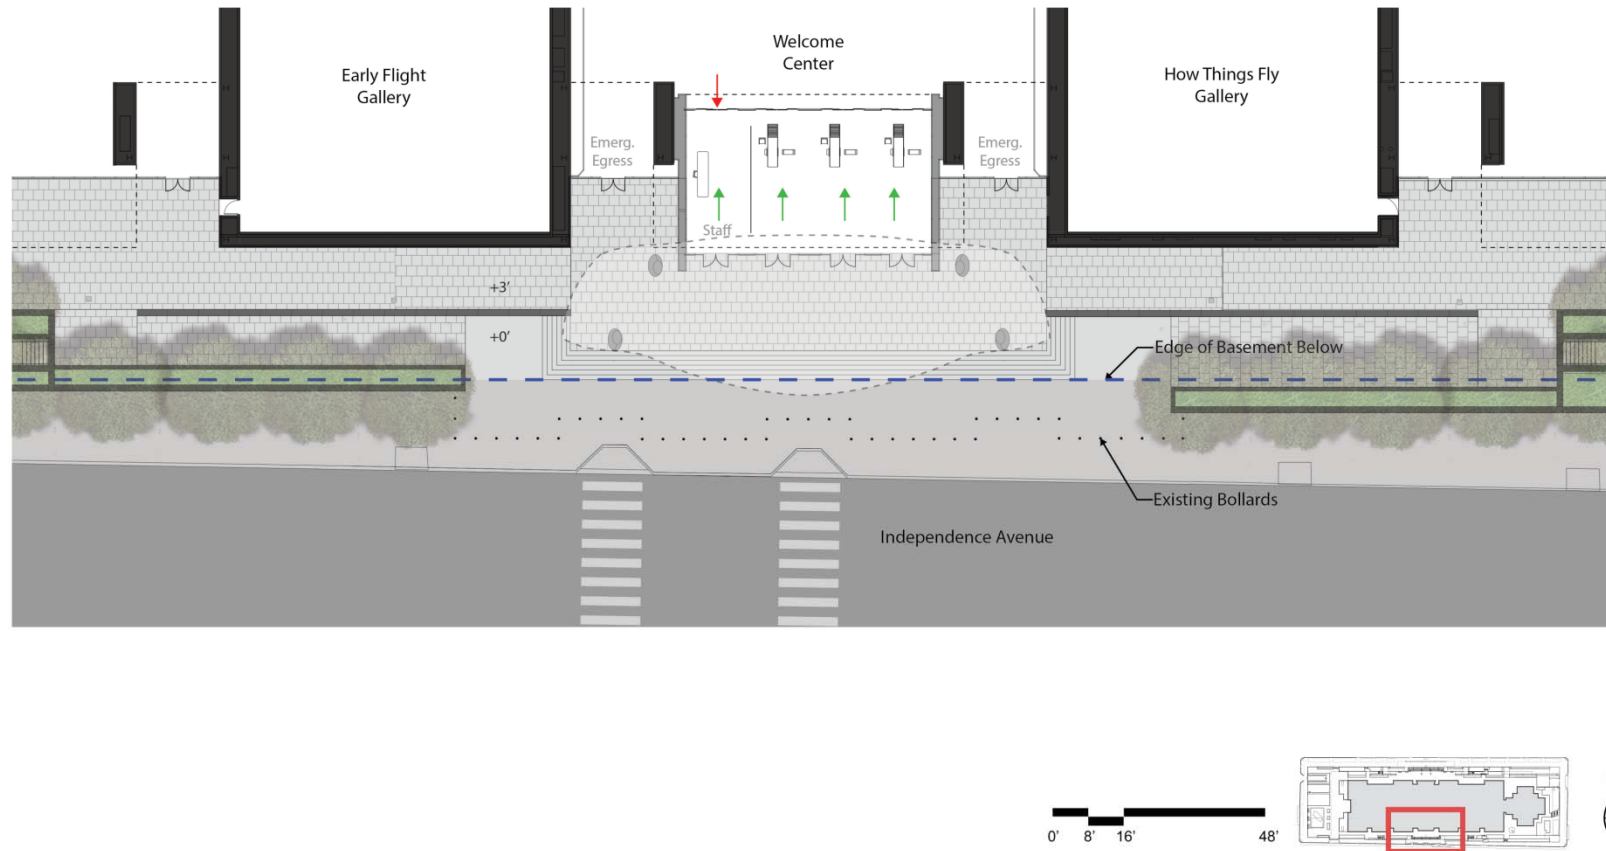 Welcome
Center
Early Flight
Gallery
How Things Fly
Gallery
Emerg.
Egress
Emerg.
Egress
Staff
+3'
+0'
Edge of Basement Below
Existing Bollards
Independence Avenue
0' 8' 16' 48'